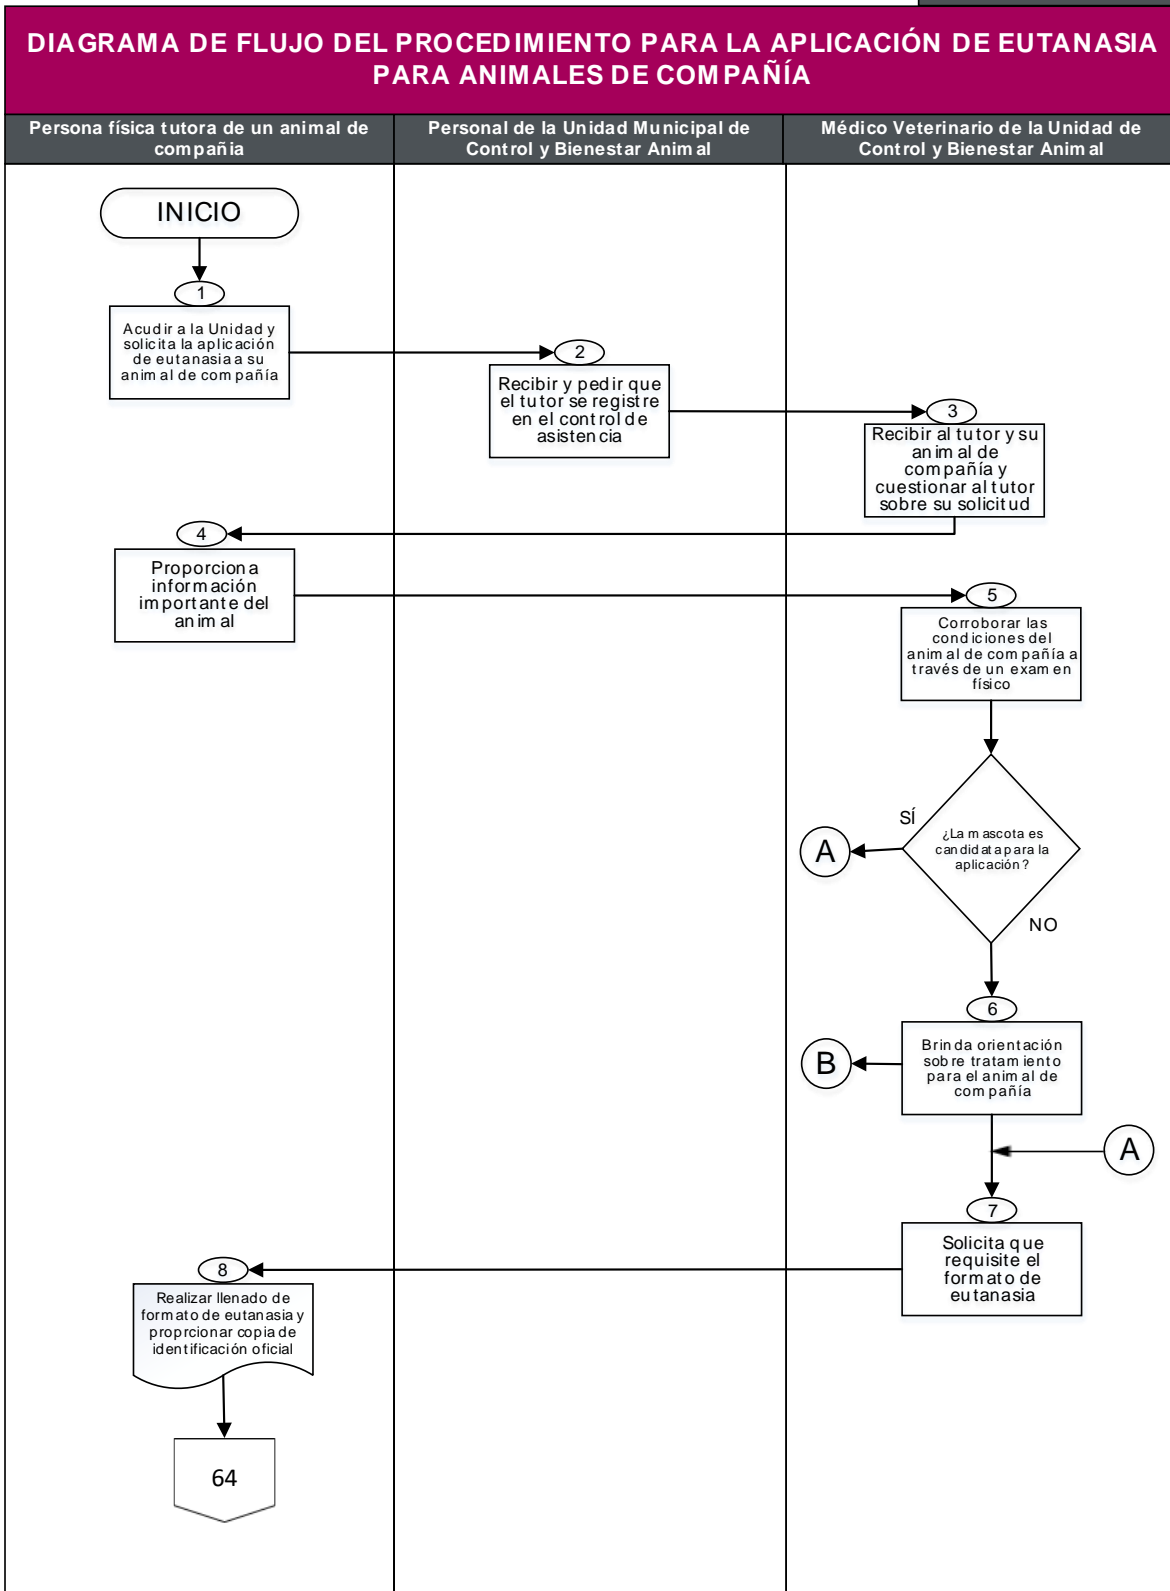 DIAGRAMA DE FLUJO DEL PROCEDIMIENTO PARA LA APLICACIÓN DE EUTANASIA
PARA ANIMALES DE COMPAÑÍA
Persona física tutora de un animal de
compañia
Personal de la Unidad Municipal de
Control y Bienestar Animal
Médico Veterinario de la Unidad de
Control y Bienestar Animal
INICIO
1
Acudir a la Unidad y
solicita la aplicación
de eutanasia a su
animal de compañía
2
Recibir y pedir que
el tutor se registre
en el control de
asistencia
3
Recibir al tutor y su
animal de
compañía y
cuestionar al tutor
sobre su solicitud
4
Proporciona
información
importante del
animal
5
Corroborar las
condiciones del
animal de compañía a
través de un examen
físico
SÍ
¿La mascota es
candidata para la
aplicación?
A
NO
6
Brinda orientación
sobre tratamiento
para el animal de
compañía
B
A
7
Solicita que
requisite el
formato de
eutanasia
8
Realizar llenado de
formato de eutanasia y
proprcionar copia de
identificación oficial
64